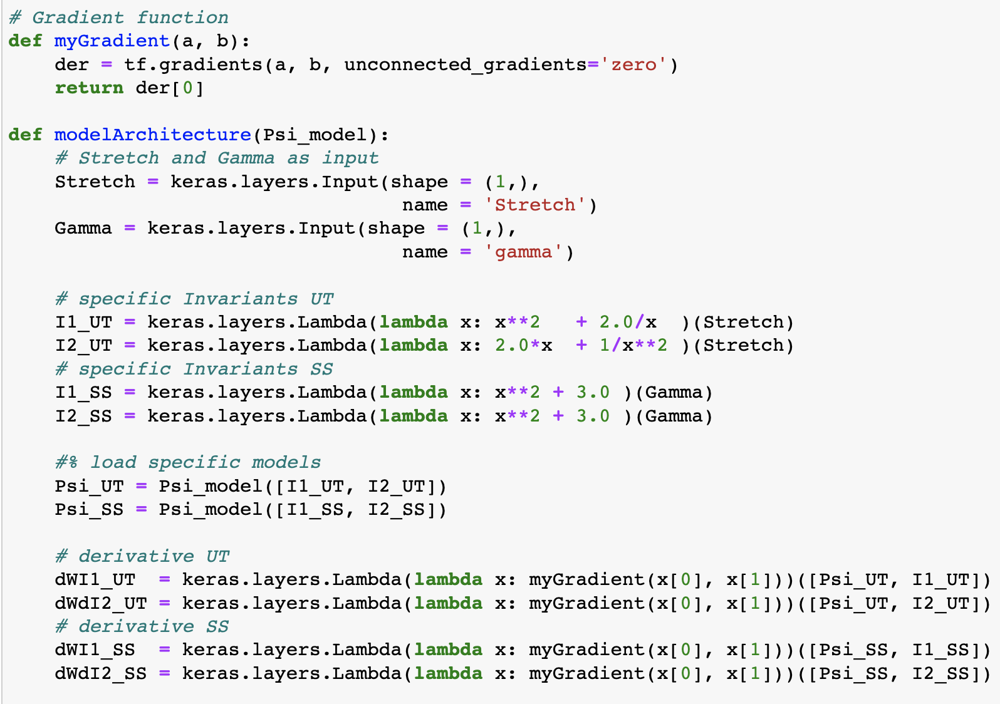 # Gradient function
def myGradient(a, b):
    der = tf.gradients(a, b, unconnected_gradients='zero')
    return der[0]

def modelArchitecture(Psi_model):
    # Stretch and Gamma as input
    Stretch = keras.layers.Input(shape = (1,),
                                  name = 'Stretch')
    Gamma = keras.layers.Input(shape = (1,),
                                  name = 'gamma')

    # specific Invariants UT
    I1_UT = keras.layers.Lambda(lambda x: x**2   + 2.0/x  )(Stretch)
    I2_UT = keras.layers.Lambda(lambda x: 2.0*x  + 1/x**2 )(Stretch)
    # specific Invariants SS
    I1_SS = keras.layers.Lambda(lambda x: x**2 + 3.0 )(Gamma)
    I2_SS = keras.layers.Lambda(lambda x: x**2 + 3.0 )(Gamma)

    #% load specific models
    Psi_UT = Psi_model([I1_UT, I2_UT])
    Psi_SS = Psi_model([I1_SS, I2_SS])

    # derivative UT
    dWI1_UT  = keras.layers.Lambda(lambda x: myGradient(x[0], x[1]))([Psi_UT, I1_UT])
    dWdI2_UT = keras.layers.Lambda(lambda x: myGradient(x[0], x[1]))([Psi_UT, I2_UT])
    # derivative SS
    dWI1_SS  = keras.layers.Lambda(lambda x: myGradient(x[0], x[1]))([Psi_SS, I1_SS])
    dWdI2_SS = keras.layers.Lambda(lambda x: myGradient(x[0], x[1]))([Psi_SS, I2_SS])